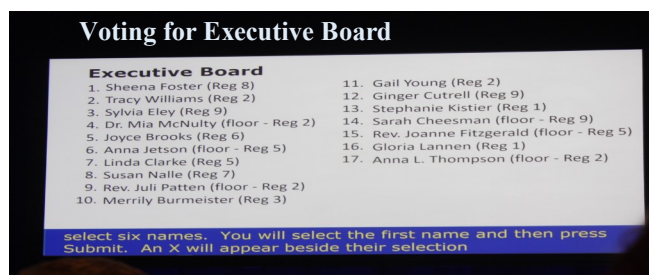 Voting for Executive Board
Executive Board
1. Sheena Foster (Reg 8)
2. Tracy Williams (Reg 2)
3. Sylvia Eley (Reg 9)
4. Dr. Mia McNulty (floor - Reg 2)
5. Joyce Brooks (Reg 6)
6. Anna Jetson (floor - Reg 5)
7. Linda Clarke (Reg 5)
8. Susan Nalle (Reg 7)
9. Rev. Juli Patten (floor - Reg 2)
10. Merrily Burmeister (Reg 3)
11. Gail Young (Reg 2)
12. Ginger Cutrell (Reg 9)
13. Stephanie Kistier (Reg 1)
14. Sarah Cheesman (floor - Reg 9)
15. Rev. Joanne Fitzgerald (floor - Reg 5)
16. Gloria Lannen (Reg 1)
17. Anna L. Thompson (floor - Reg 2)
select six names. You will select the first name and then press
Submit. An X will appear beside their selection